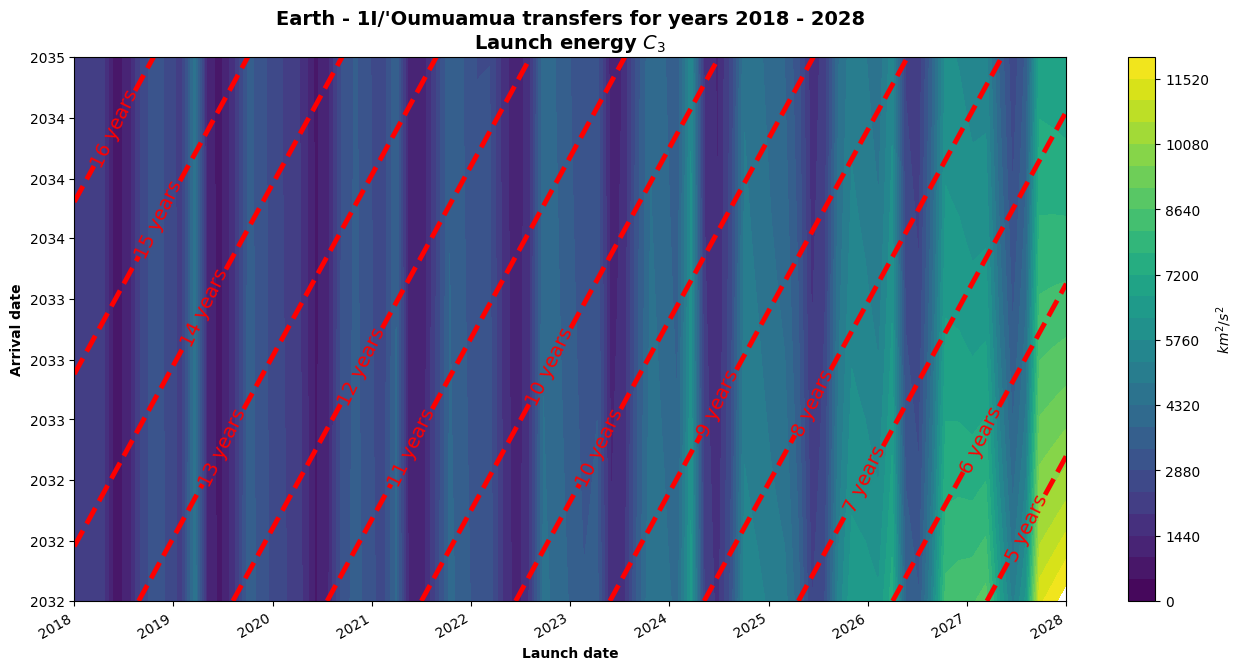 Earth - 1I/'Oumuamua transfers for years 2018 - 2028
Launch energy C₃
2035
2034
2034
2034
2033
2033
2033
2032
2032
2032
Arrival date
16 years
15 years
14 years
13 years
12 years
11 years
10 years
10 years
9 years
8 years
7 years
6 years
5 years
2018
2019
2020
2021
2022
2023
2024
2025
2026
2027
2028
Launch date
11520
10080
8640
7200
5760
4320
2880
1440
0
km²/s²